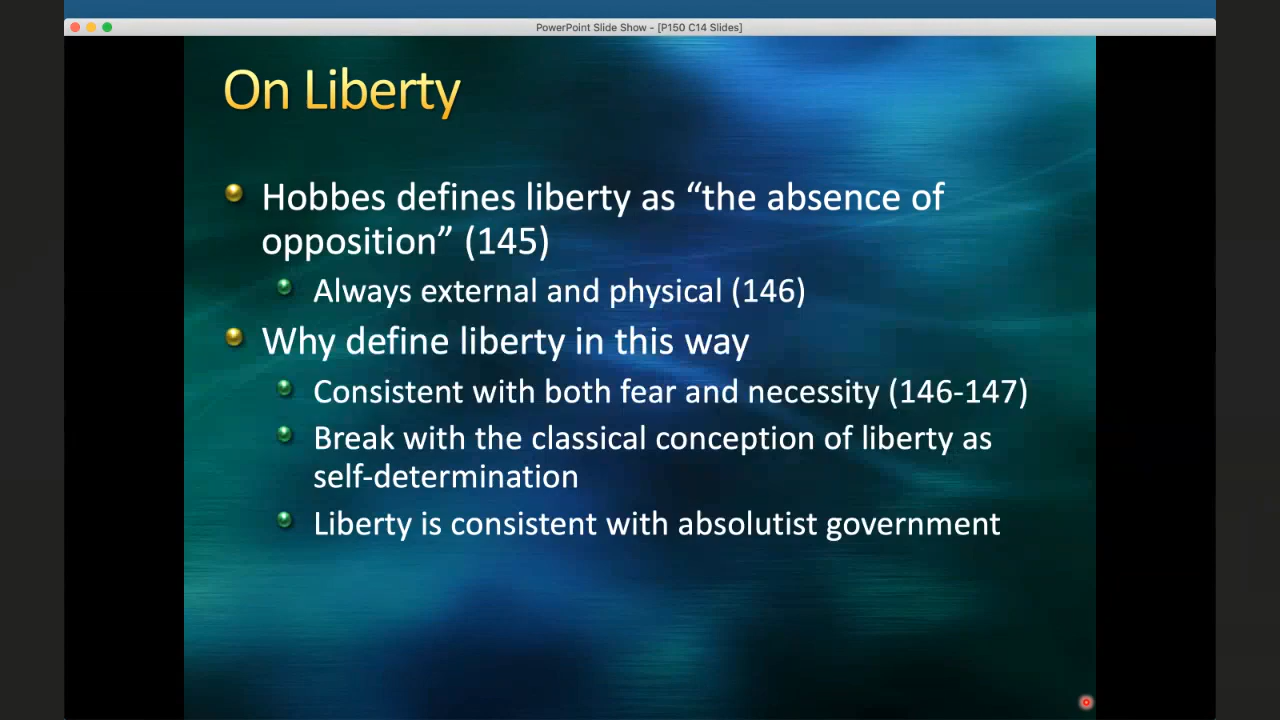 PowerPoint Slide Show - [P150 C14 Slides]
On Liberty
Hobbes defines liberty as “the absence of
opposition” (145)
Always external and physical (146)
Why define liberty in this way
Consistent with both fear and necessity (146-147)
Break with the classical conception of liberty as
self-determination
Liberty is consistent with absolutist government